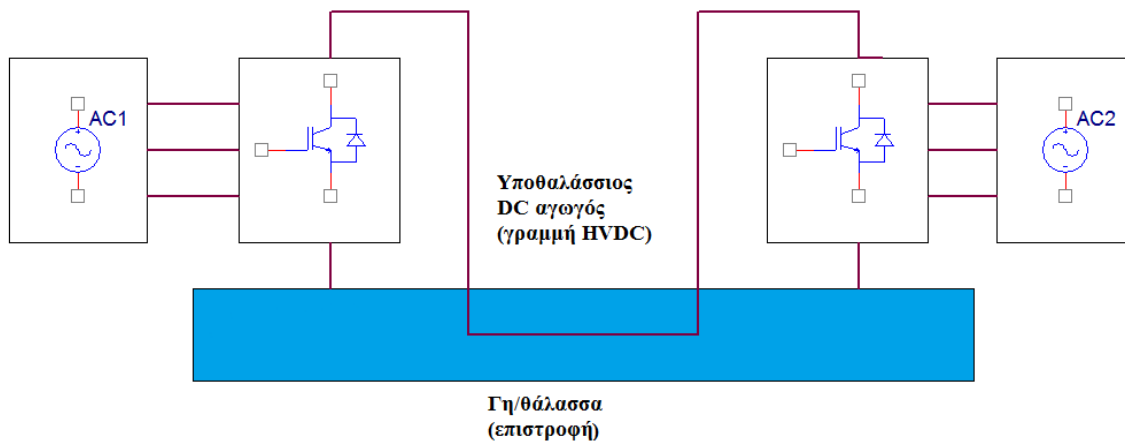 AC1
AC2
Υποθαλάσσιος
DC αγωγός
(γραμμή HVDC)
Γη/θάλασσα
(επιστροφή)